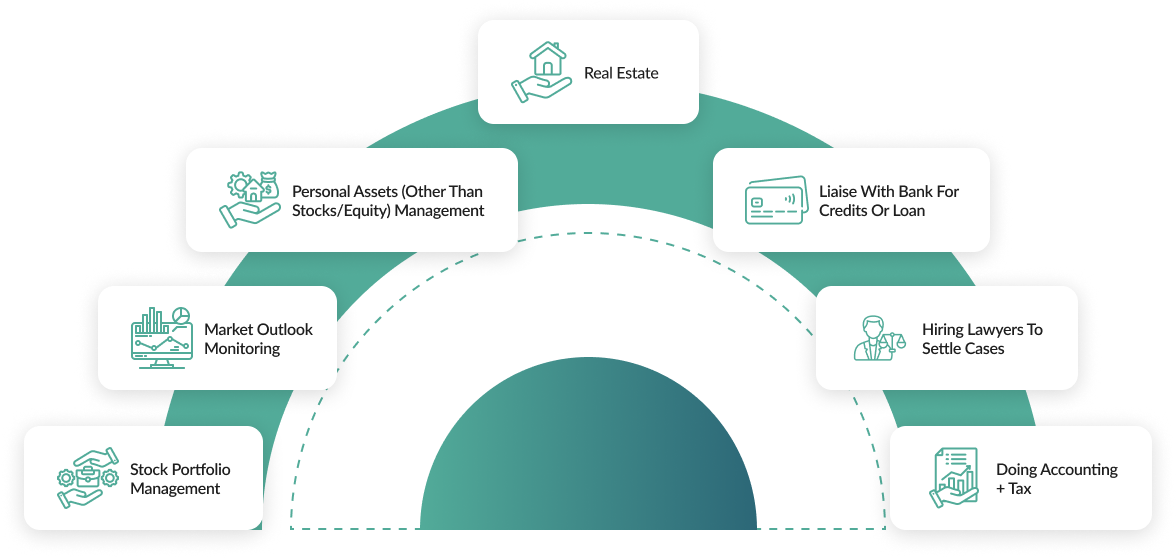 Real Estate
Personal Assets (Other Than
Stocks/Equity) Management
Liaise With Bank For
Credits Or Loan
Market Outlook
Monitoring
Hiring Lawyers To
Settle Cases
Stock Portfolio
Management
Doing Accounting
+ Tax